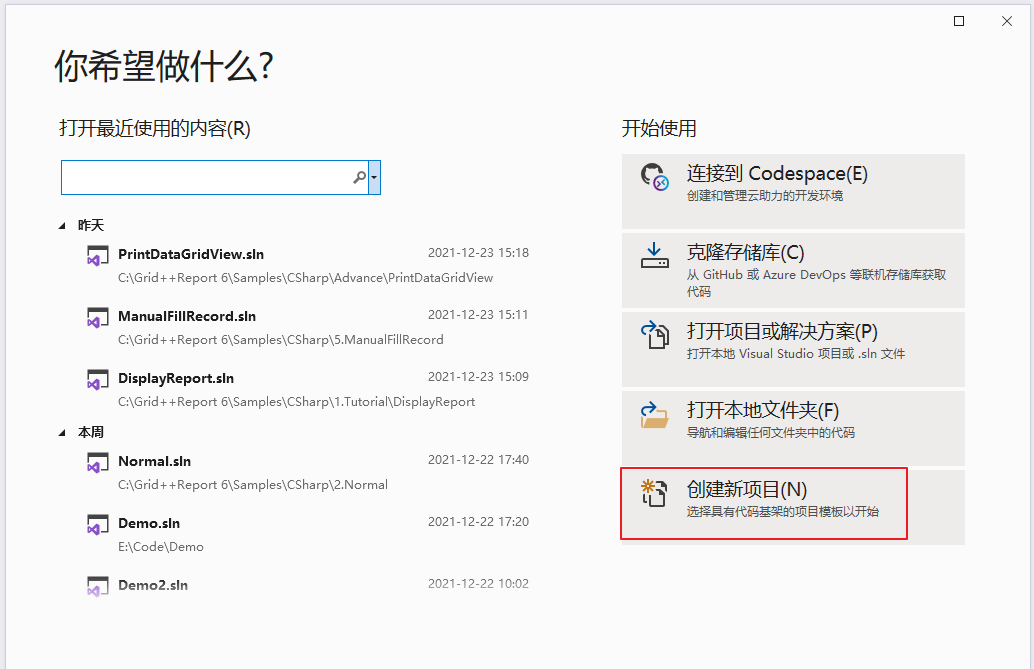 你希望做什么?
打开最近使用的内容(R)
昨天
PrintDataGridView.sln 2021-12-23 15:18
C:\Grid++Report 6\Samples\CSharp\Advance\PrintDataGridView
ManualFillRecord.sln 2021-12-23 15:11
C:\Grid++Report 6\Samples\CSharp\5.ManualFillRecord
DisplayReport.sln 2021-12-23 15:09
C:\Grid++Report 6\Samples\CSharp\1.Tutorial\DisplayReport
本周
Normal.sln 2021-12-22 17:40
C:\Grid++Report 6\Samples\CSharp\2.Normal
Demo.sln 2021-12-22 17:20
E:\Code\Demo
Demo2.sln 2021-12-22 10:02
开始使用
连接到 Codespace(E)
创建和管理云助力的开发环境
克隆存储库(C)
从 GitHub 或 Azure DevOps 等联机存储库获取
代码
打开项目或解决方案(P)
打开本地 Visual Studio 项目或 .sln 文件
打开本地文件夹(F)
导航和编辑任何文件夹中的代码
创建新项目(N)
选择具有代码基架的项目模板以开始